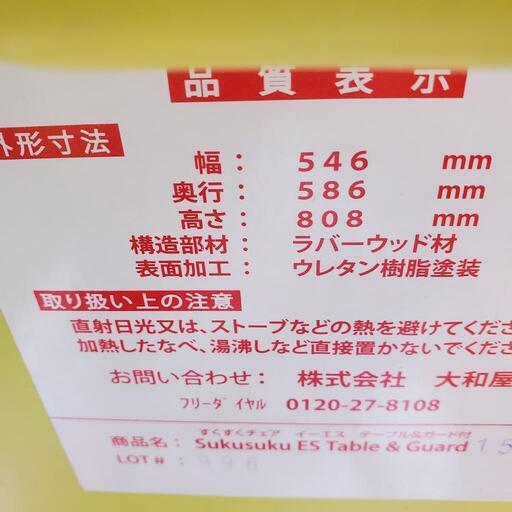 品質表示
外形寸法
幅： 546 mm
奥行： 586 mm
高さ： 808 mm
構造部材： ラバーウッド材
表面加工： ウレタン樹脂塗装
取り扱い上の注意
直射日光又は、ストーブなどの熱を避けてくださ
加熱したなべ、湯沸しなど直接置かないでくださ
お問い合わせ： 株式会社 大和屋
フリーダイヤル 0120-27-8108
すくすくチェア イーエス テーブル&ガード付
商品名： Sukusuku ES Table & Guard 15
LOT #： 996